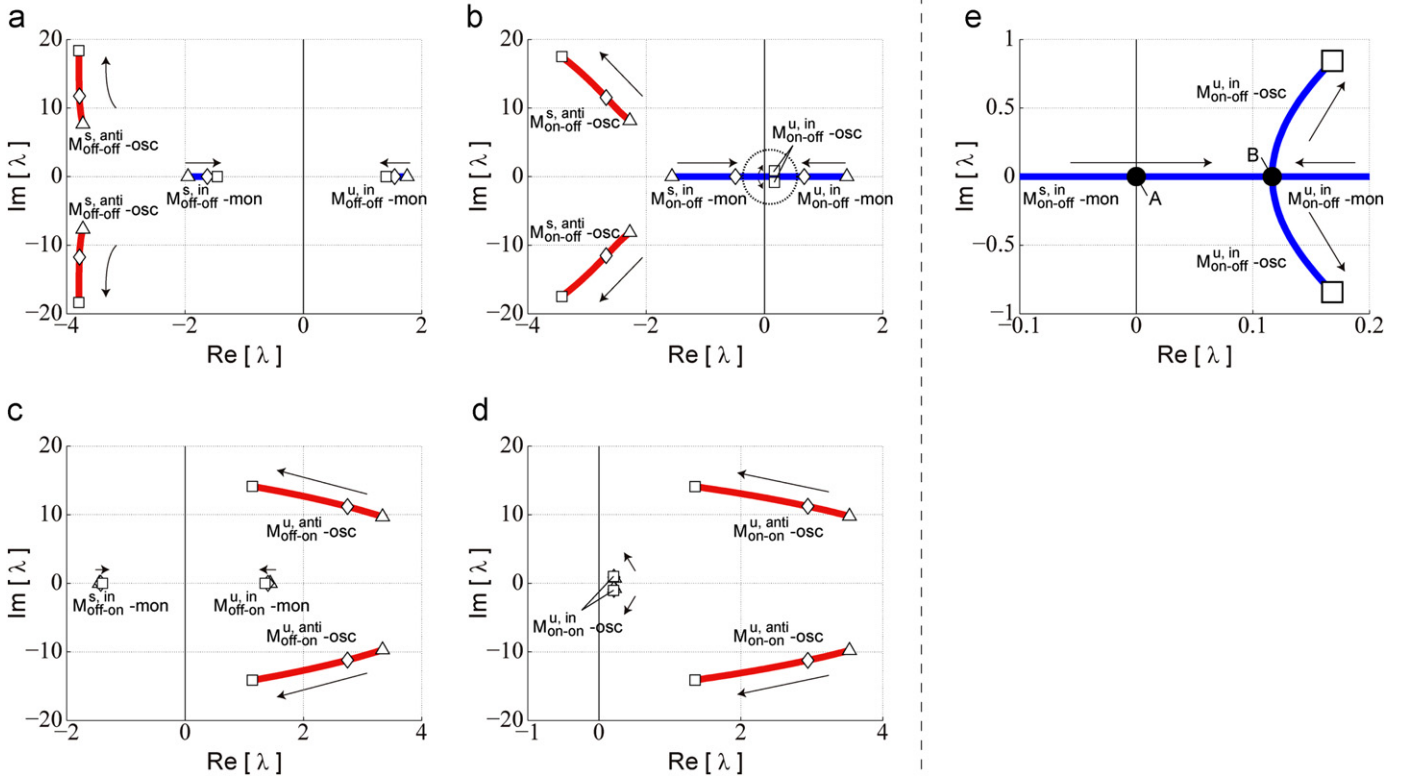 a
20
10
0
−10
−20
−4
−2
0
2
Im [ λ ]
Re [ λ ]
M s, anti off-off -osc
M s, in off-off -mon
M u, in off-off -mon
M s, anti off-off -osc
b
20
10
0
−10
−20
−4
−2
0
2
Im [ λ ]
Re [ λ ]
M s, anti on-off -osc
M u, in on-off -osc
M s, in on-off -mon
M u, in on-off -mon
M s, anti on-off -osc
e
1
0.5
0
−0.5
−1
−0.1
0
0.1
0.2
Im [ λ ]
Re [ λ ]
M u, in on-off -osc
B
M s, in on-off -mon
A
M u, in on-off -mon
M u, in on-off -osc
c
20
10
0
−10
−20
−2
0
2
4
Im [ λ ]
Re [ λ ]
M u, anti off-on -osc
M s, in off-on -mon
M u, in off-on -mon
M u, anti off-on -osc
d
20
10
0
−10
−20
−1
0
2
4
Im [ λ ]
Re [ λ ]
M u, anti on-on -osc
M u, in on-on -osc
M u, anti on-on -osc